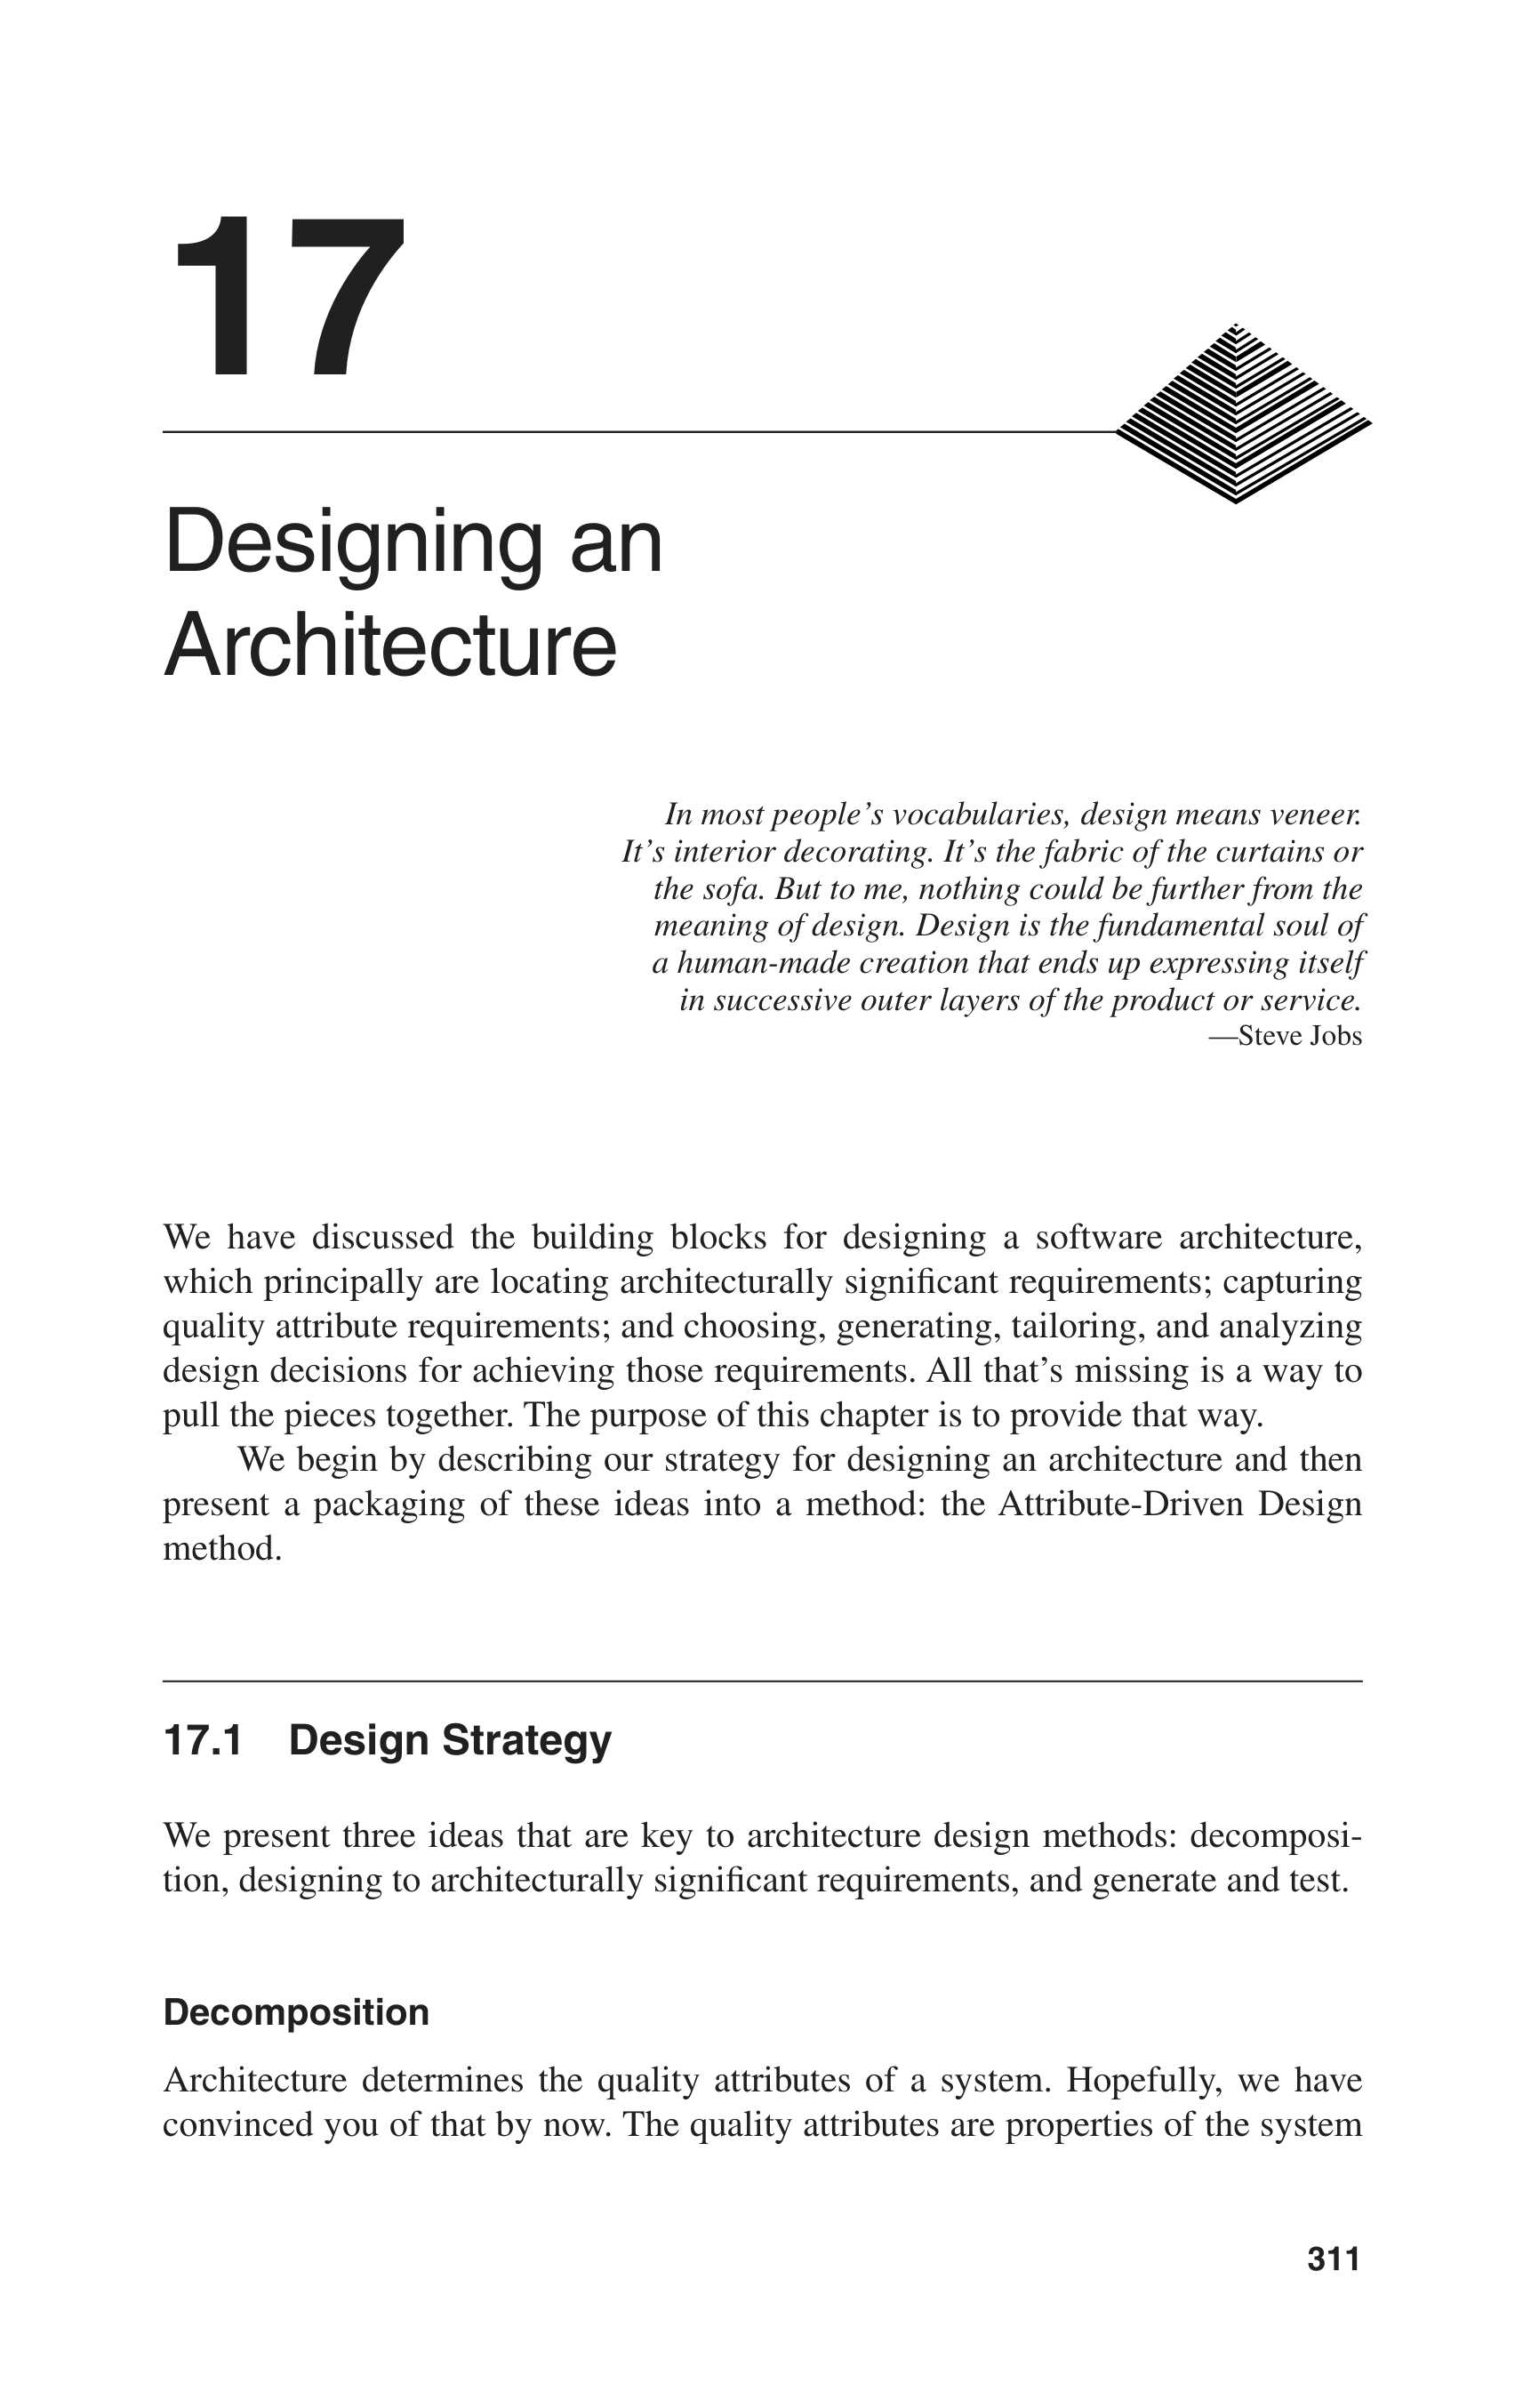 17
Designing an
Architecture
In most people’s vocabularies, design means veneer.
It’s interior decorating. It’s the fabric of the curtains or
the sofa. But to me, nothing could be further from the
meaning of design. Design is the fundamental soul of
a human-made creation that ends up expressing itself
in successive outer layers of the product or service.
—Steve Jobs
We have discussed the building blocks for designing a software architecture,
which principally are locating architecturally significant requirements; capturing
quality attribute requirements; and choosing, generating, tailoring, and analyzing
design decisions for achieving those requirements. All that’s missing is a way to
pull the pieces together. The purpose of this chapter is to provide that way.
We begin by describing our strategy for designing an architecture and then
present a packaging of these ideas into a method: the Attribute-Driven Design
method.
17.1 Design Strategy
We present three ideas that are key to architecture design methods: decomposi-
tion, designing to architecturally significant requirements, and generate and test.
Decomposition
Architecture determines the quality attributes of a system. Hopefully, we have
convinced you of that by now. The quality attributes are properties of the system
311